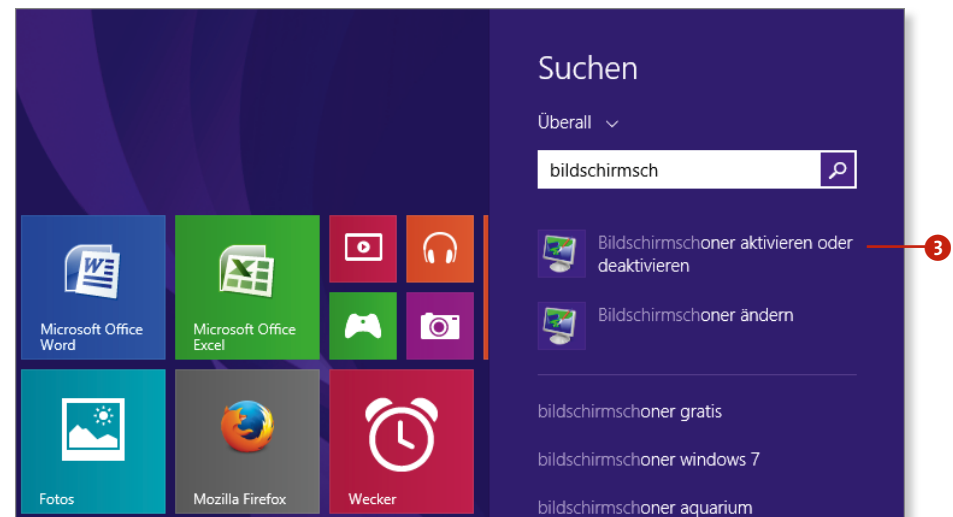 Suchen
Überall
bildschirmsch
Bildschirmschoner aktivieren oder
deaktivieren
3
Bildschirmschoner ändern
bildschirmschoner gratis
bildschirmschoner windows 7
bildschirmschoner aquarium
Microsoft Office
Word
Microsoft Office
Excel
Fotos
Mozilla Firefox
Wecker